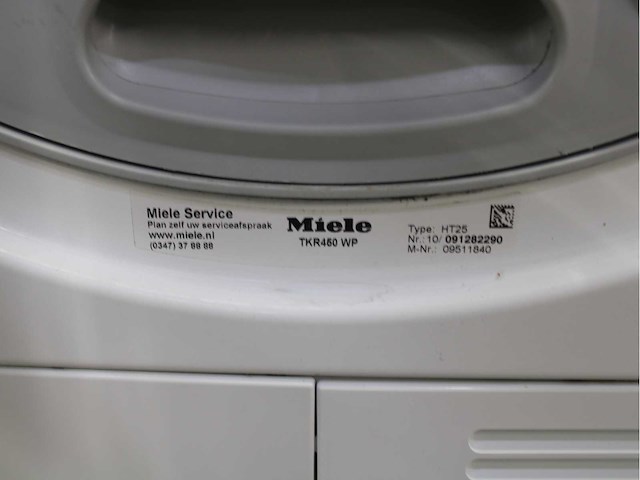 Miele Service
Plan zelf uw serviceafspraak
www.miele.nl
(0347) 37 88 88
Miele
TKR450 WP
Type: HT25
Nr.: 10/ 091282290
M-Nr.: 09511840